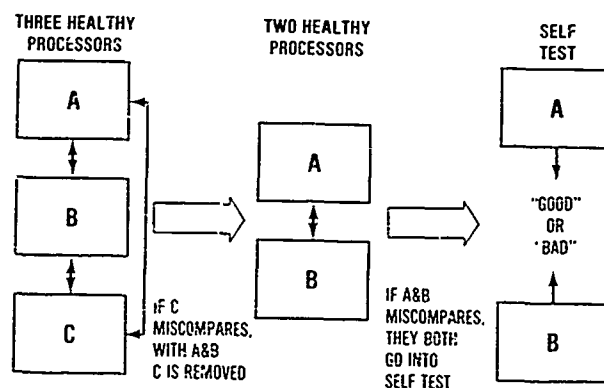 THREE HEALTHY
PROCESSORS
A
B
C
IF C
MISCOMPARES,
WITH A&B
C IS REMOVED
TWO HEALTHY
PROCESSORS
A
B
IF A&B
MISCOMPARES,
THEY BOTH
GO INTO
SELF TEST
SELF
TEST
A
"GOOD"
OR
"BAD"
B